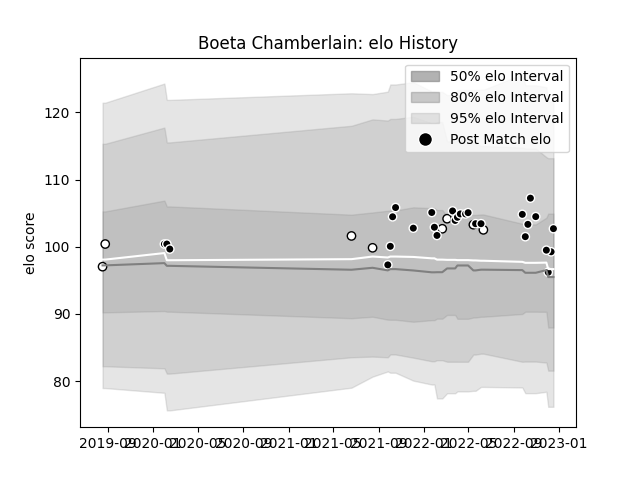 Boeta Chamberlain: elo History
50% elo Interval
80% elo Interval
95% elo Interval
Post Match elo
elo score
120
110
100
90
80
2019-09 2020-01 2020-05 2020-09 2021-01 2021-05 2021-09 2022-01 2022-05 2022-09 2023-01